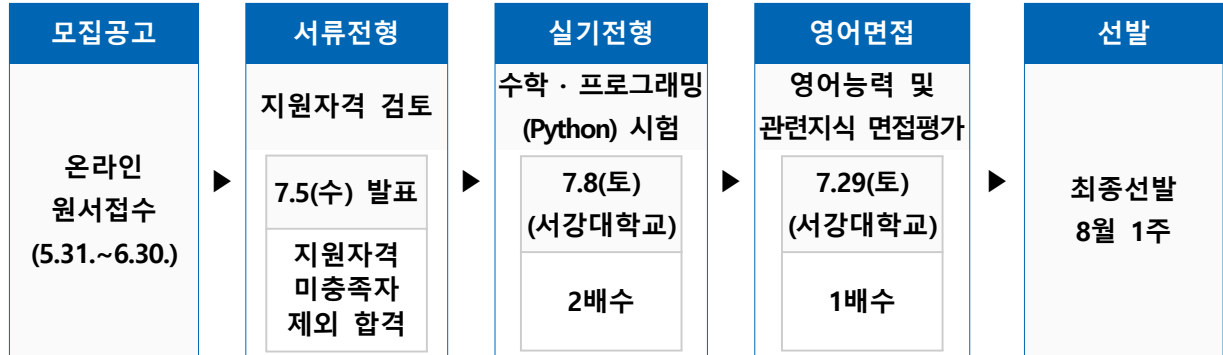 모집공고
온라인
원서접수
(5.31.~6.30.)
▶
서류전형
지원자격 검토
7.5(수) 발표
지원자격
미충족자
제외 합격
▶
실기전형
수학 · 프로그래밍
(Python) 시험
7.8(토)
(서강대학교)
2배수
▶
영어면접
영어능력 및
관련지식 면접평가
7.29(토)
(서강대학교)
1배수
▶
선발
최종선발
8월 1주